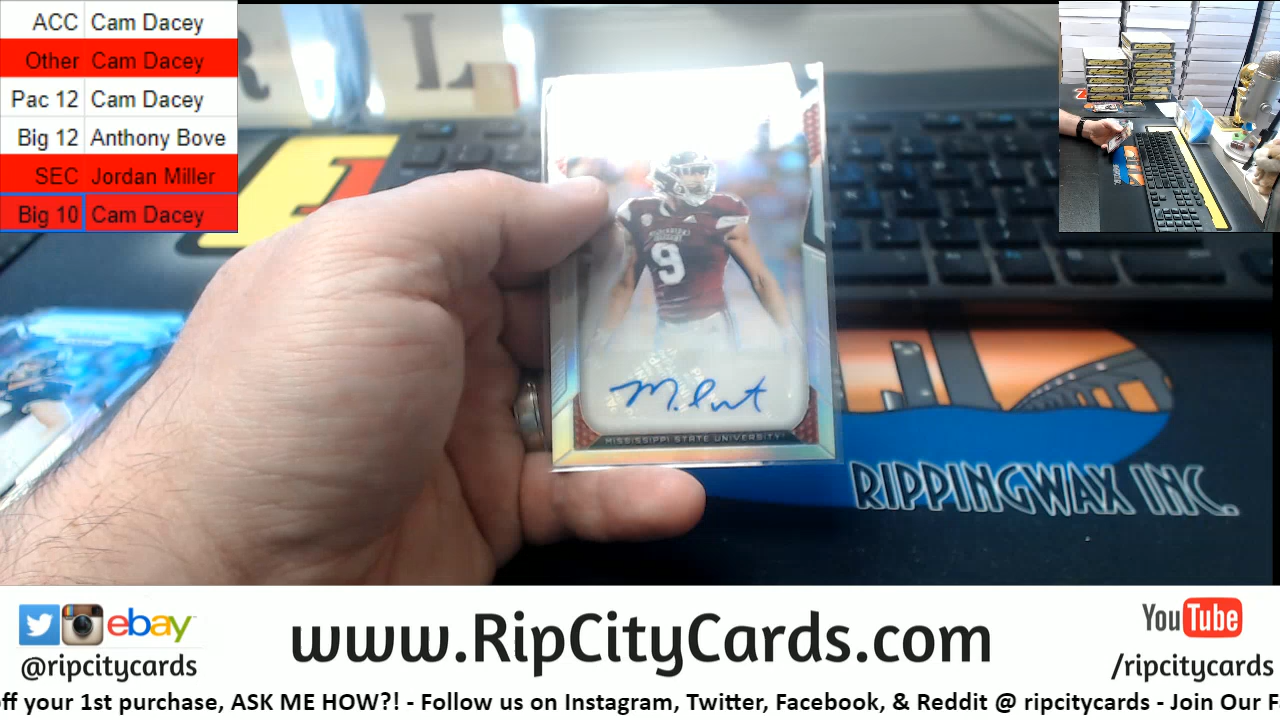 ACC Cam Dacey
Other Cam Dacey
Pac 12 Cam Dacey
Big 12 Anthony Bove
SEC Jordan Miller
Big 10 Cam Dacey
9
MISSISSIPPI STATE UNIVERSITY
RIPPINGWAX INC.
ebay
@ripcitycards
www.RipCityCards.com
YouTube
/ripcitycards
off your 1st purchase, ASK ME HOW?! - Follow us on Instagram, Twitter, Facebook, & Reddit @ ripcitycards - Join Our F